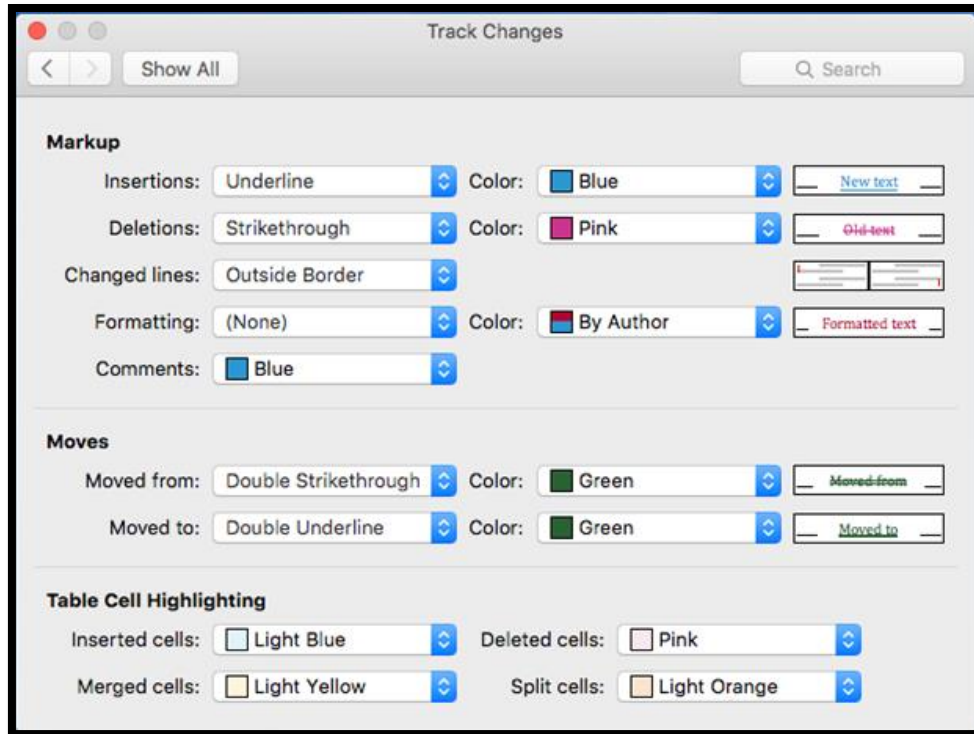 Track Changes
Show All
Search
Markup
Insertions: Underline Color: Blue New text
Deletions: Strikethrough Color: Pink Old text
Changed lines: Outside Border
Formatting: (None) Color: By Author Formatted text
Comments: Blue
Moves
Moved from: Double Strikethrough Color: Green Moved from
Moved to: Double Underline Color: Green Moved to
Table Cell Highlighting
Inserted cells: Light Blue Deleted cells: Pink
Merged cells: Light Yellow Split cells: Light Orange